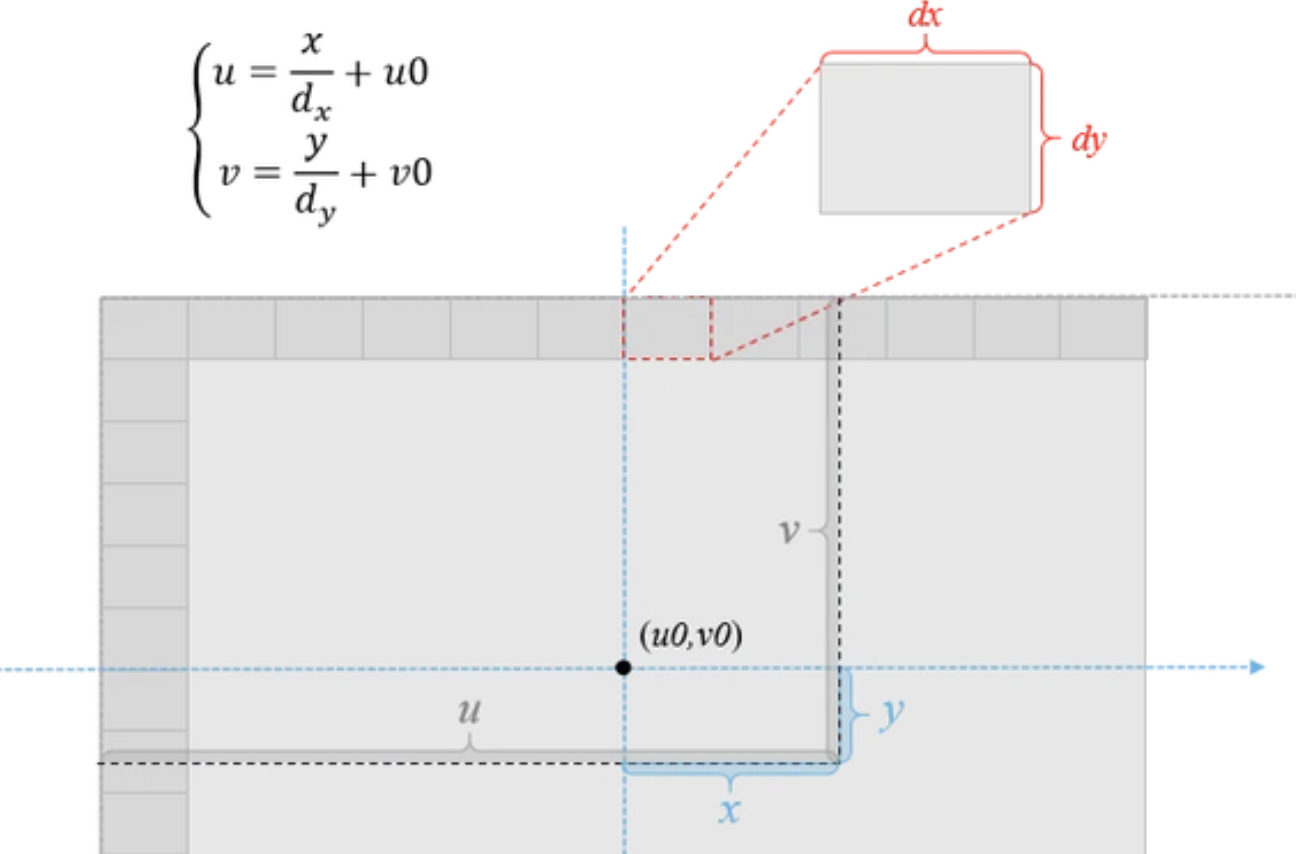 u = x/d_x + u0
v = y/d_y + v0
dx
dy
v
(u0,v0)
u
y
x